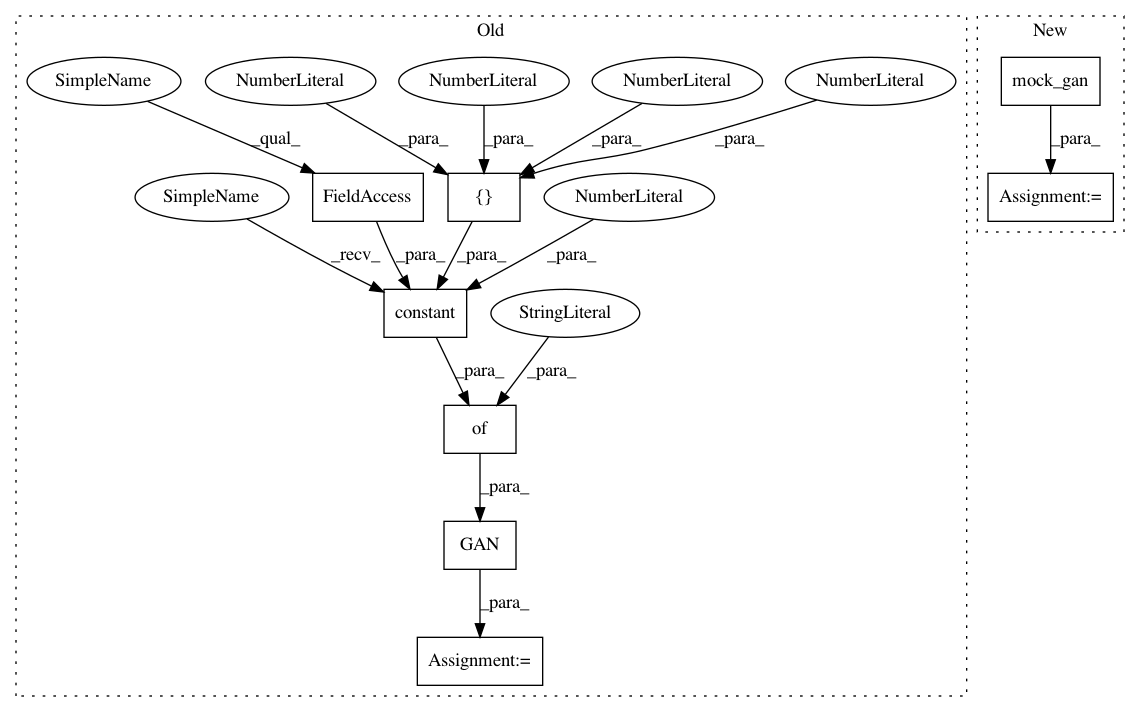 Old
New
SimpleName
NumberLiteral
NumberLiteral
NumberLiteral
NumberLiteral
mock_gan
_qual_
_para_
_para_
_para_
_para_
_para_
SimpleName
FieldAccess
{}
NumberLiteral
Assignment:=
_recv_
_para_
_para_
_para_
constant
StringLiteral
_para_
_para_
of
_para_
GAN
_para_
Assignment:=